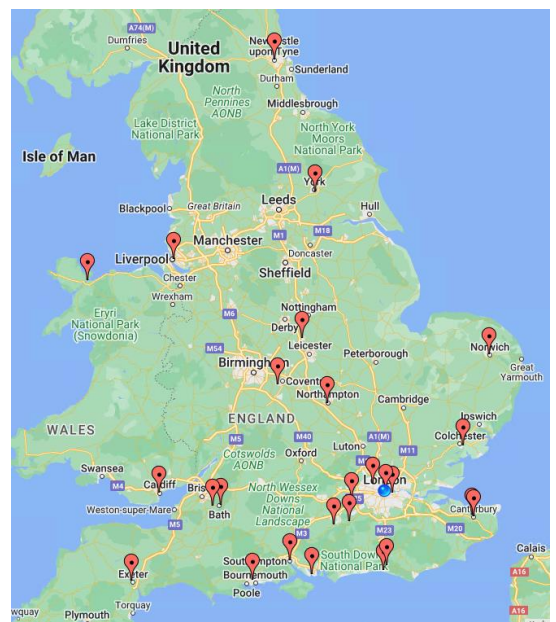 A74(M)
Dumfries
United
Kingdom
Newcastle
upon Tyne
Sunderland
Durham
North
Pennines
AONB
Middlesbrough
Lake District
National Park
North York
Moors
National Park
Isle of Man
A1(M)
York
Blackpool
Great Britain
Leeds
Hull
M1
M18
Liverpool
Manchester
Doncaster
Chester
Sheffield
Wrexham
Eryri
National Park
(Snowdonia)
M6
Nottingham
Derby
Norwich
M54
Leicester
Peterborough
Great
Yarmouth
Birmingham
Coventry
Northampton
Cambridge
WALES
ENGLAND
Ipswich
Colchester
M5
M40
Luton
A1(M)
M11
Cotswolds
AONB
Oxford
Swansea
M4
Cardiff
London
North Wessex
Downs
National
Landscape
Weston-super-Mare
Bath
Canterbury
M3
M23
M20
M5
Southampton
South Downs
National Park
Calais
Exeter
Bournemouth
Poole
A16
Torquay
Plymouth
A16